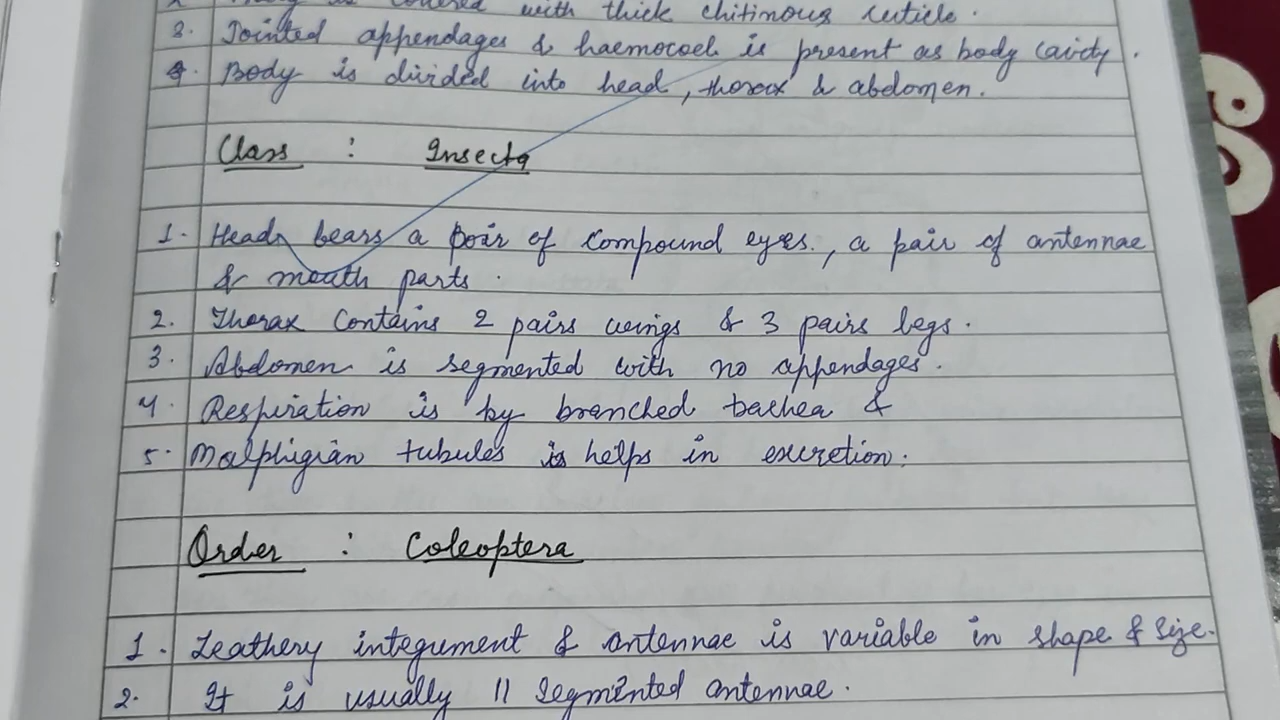 is covered with thick chitinous cuticle.
3. Jointed appendages & haemocoel is present as body cavity.
4. Body is divided into head, thorax & abdomen.
Class : Insecta
1. Head bears a pair of compound eyes., a pair of antennae
& mouth parts.
2. Thorax contains 2 pairs wings & 3 pairs legs.
3. Abdomen is segmented with no appendages.
4. Respiration is by branched tachea &
5. Malphigian tubules is helps in excretion.
Order : Coleoptera
1. Leathery integument & antennae is variable in shape & size.
2. It is usually 11 segmented antennae.